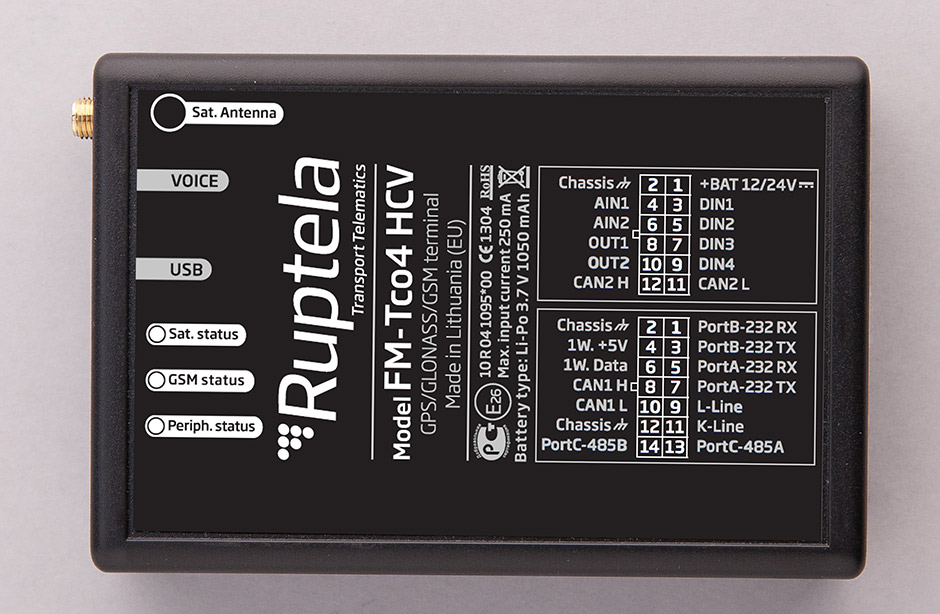 Sat. Antenna
VOICE
USB
Sat. status
GSM status
Periph. status
Ruptela
Transport Telematics
Model FM-Tco4 HCV
GPS/GLONASS/GSM terminal
Made in Lithuania (EU)
E26 10 R 041095*00 CE 1304 RoHS
Max. input current 250 mA
Battery type: Li-Po 3.7 V 1050 mAh
Chassis 2 1 +BAT 12/24V
AIN1 4 3 DIN1
AIN2 6 5 DIN2
OUT1 8 7 DIN3
OUT2 10 9 DIN4
CAN2 H 12 11 CAN2 L
Chassis 2 1 PortB-232 RX
1W. +5V 4 3 PortB-232 TX
1W. Data 6 5 PortA-232 RX
CAN1 H 8 7 PortA-232 TX
CAN1 L 10 9 L-Line
Chassis 12 11 K-Line
PortC-485B 14 13 PortC-485A